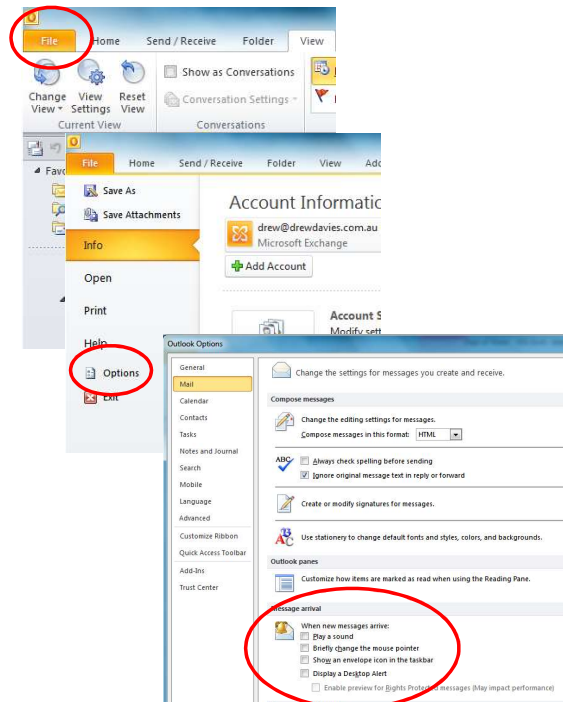 File Home Send / Receive Folder View
Change View Reset
View Settings View
Show as Conversations
Conversation Settings
Current View
Conversations
Favo
File Home Send / Receive Folder View
Save As
Save Attachments
Info
Open
Print
Help
Options
Exit
Account Informatic
drew@drewdavies.com.au
Microsoft Exchange
Add Account
Account S
Modify sett
Outlook Options
General
Mail
Calendar
Contacts
Tasks
Notes and Journal
Search
Mobile
Language
Advanced
Customize Ribbon
Quick Access Toolbar
Add-Ins
Trust Center
Change the settings for messages you create and receive.
Compose messages
Change the editing settings for messages.
Compose messages in this format: HTML
ABC
Always check spelling before sending
Ignore original message text in reply or forward
Create or modify signatures for messages.
Use stationery to change default fonts and styles, colors, and backgrounds.
Outlook panes
Customize how items are marked as read when using the Reading Pane.
Message arrival
When new messages arrive:
Play a sound
Briefly change the mouse pointer
Show an envelope icon in the taskbar
Display a Desktop Alert
Enable preview for Rights Protected messages (May impact performance)